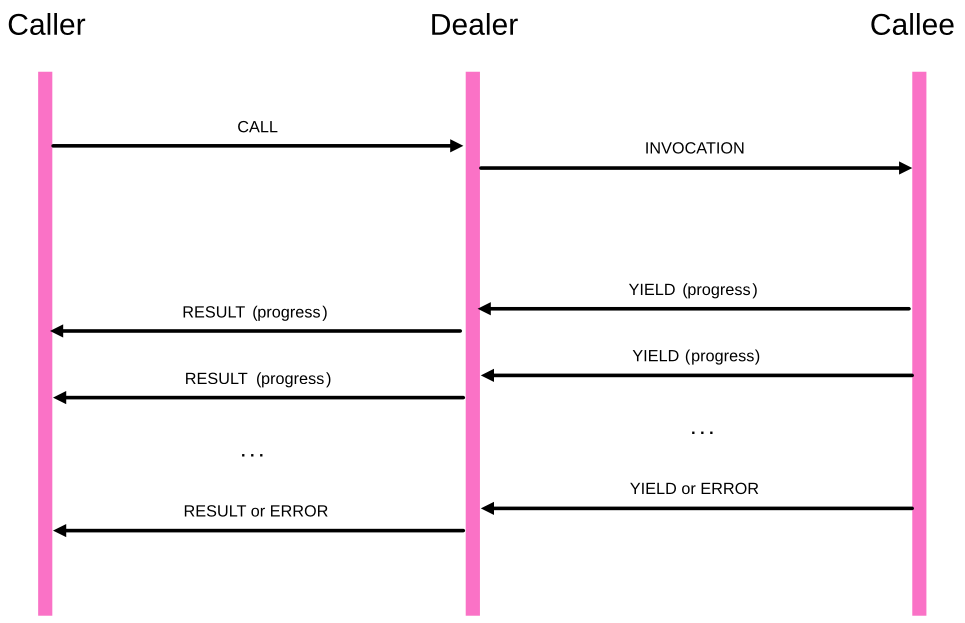 Caller
Dealer
Callee
CALL
INVOCATION
YIELD (progress)
RESULT (progress)
YIELD (progress)
RESULT (progress)
...
...
YIELD or ERROR
RESULT or ERROR